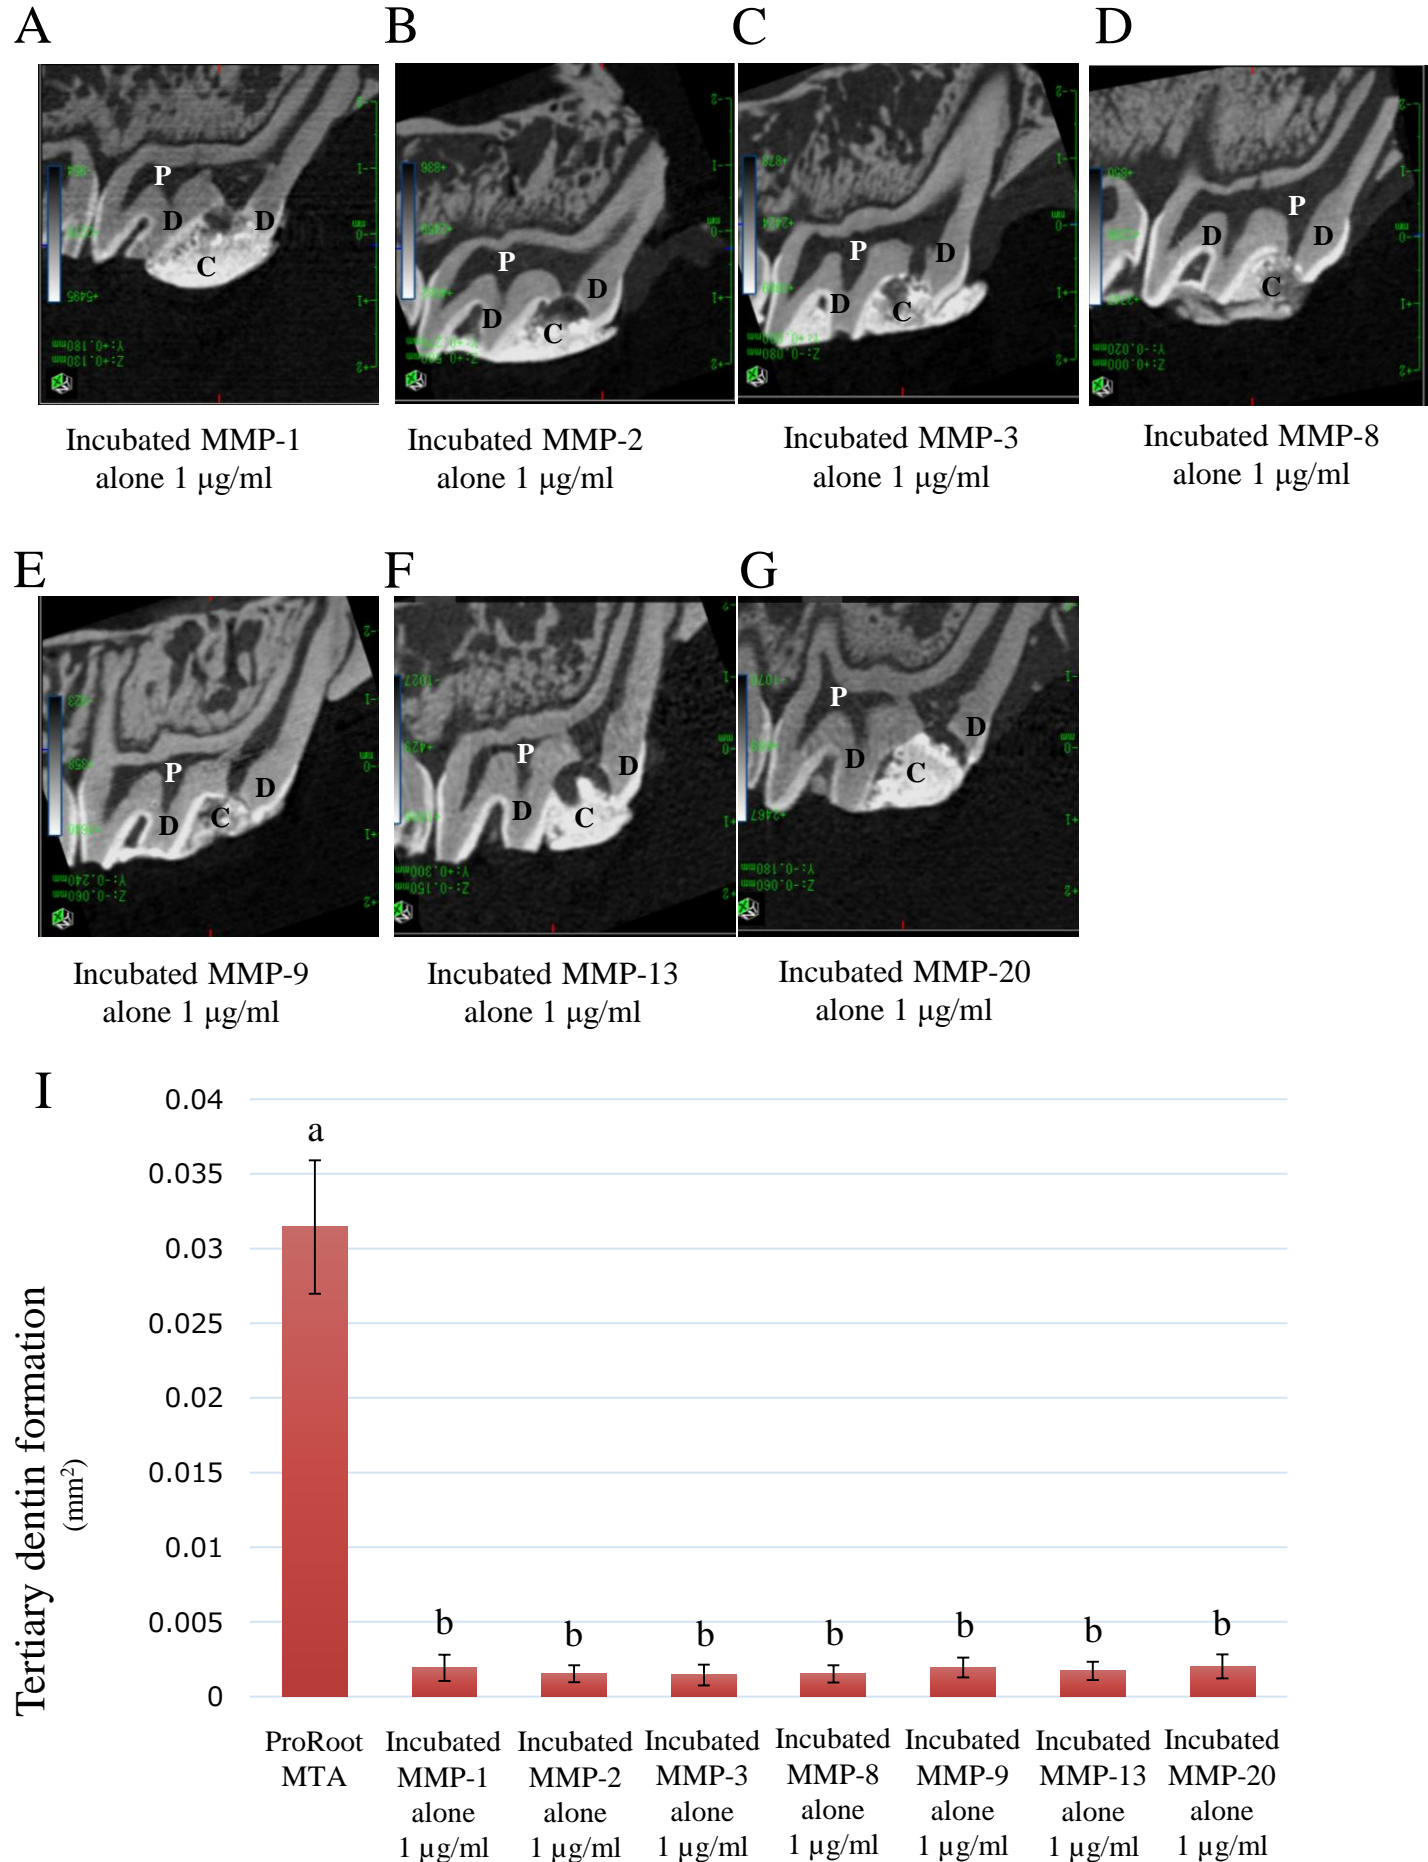 A
B
C
D
P
D
D
C
P
D
D
C
P
D
D
C
P
D
D
C
Incubated MMP-1
alone 1 μg/ml
Incubated MMP-2
alone 1 μg/ml
Incubated MMP-3
alone 1 μg/ml
Incubated MMP-8
alone 1 μg/ml
E
F
G
P
D
D
C
P
D
D
C
P
D
D
C
Incubated MMP-9
alone 1 μg/ml
Incubated MMP-13
alone 1 μg/ml
Incubated MMP-20
alone 1 μg/ml
I
Tertiary dentin formation
(mm²)
0.04
0.035
0.03
0.025
0.02
0.015
0.01
0.005
0
a
b
b
b
b
b
b
b
ProRoot
MTA
Incubated
MMP-1
alone
1 μg/ml
Incubated
MMP-2
alone
1 μg/ml
Incubated
MMP-3
alone
1 μg/ml
Incubated
MMP-8
alone
1 μg/ml
Incubated
MMP-9
alone
1 μg/ml
Incubated
MMP-13
alone
1 μg/ml
Incubated
MMP-20
alone
1 μg/ml